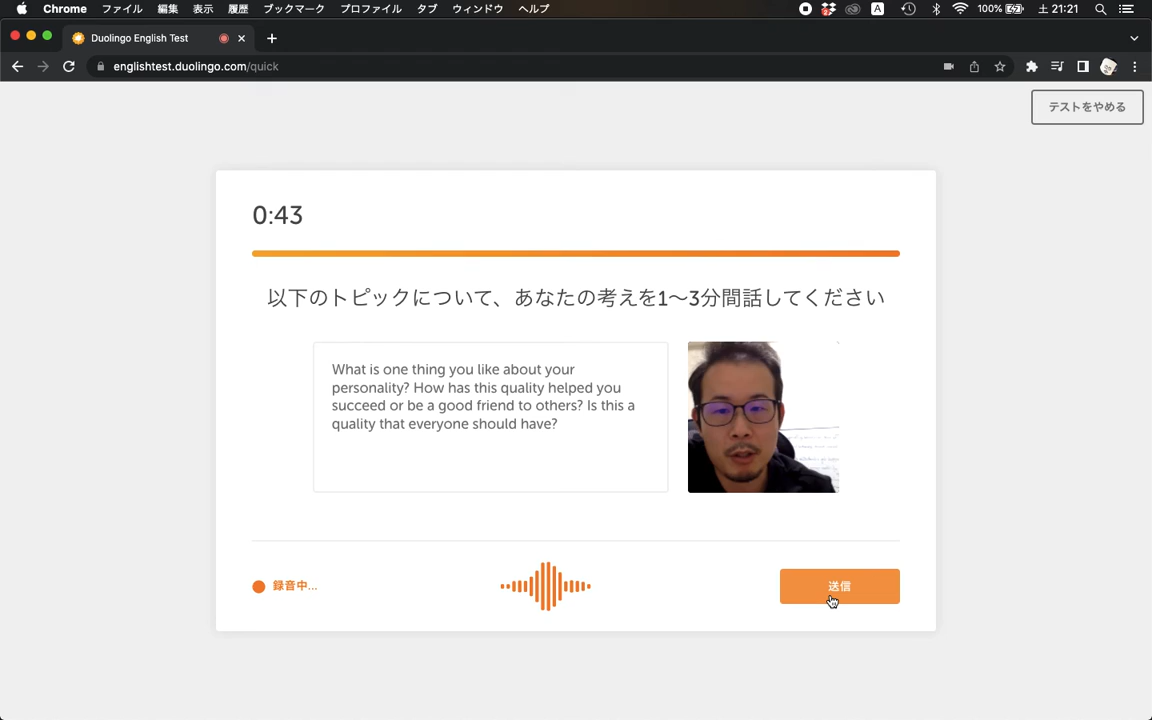 Chrome ファイル 編集 表示 履歴 ブックマーク プロファイル タブ ウィンドウ ヘルプ A 100% 土 21:21
Duolingo English Test
englishtest.duolingo.com/quick
テストをやめる
0:43
以下のトピックについて、あなたの考えを1〜3分間話してください
What is one thing you like about your
personality? How has this quality helped you
succeed or be a good friend to others? Is this a
quality that everyone should have?
録音中...
送信